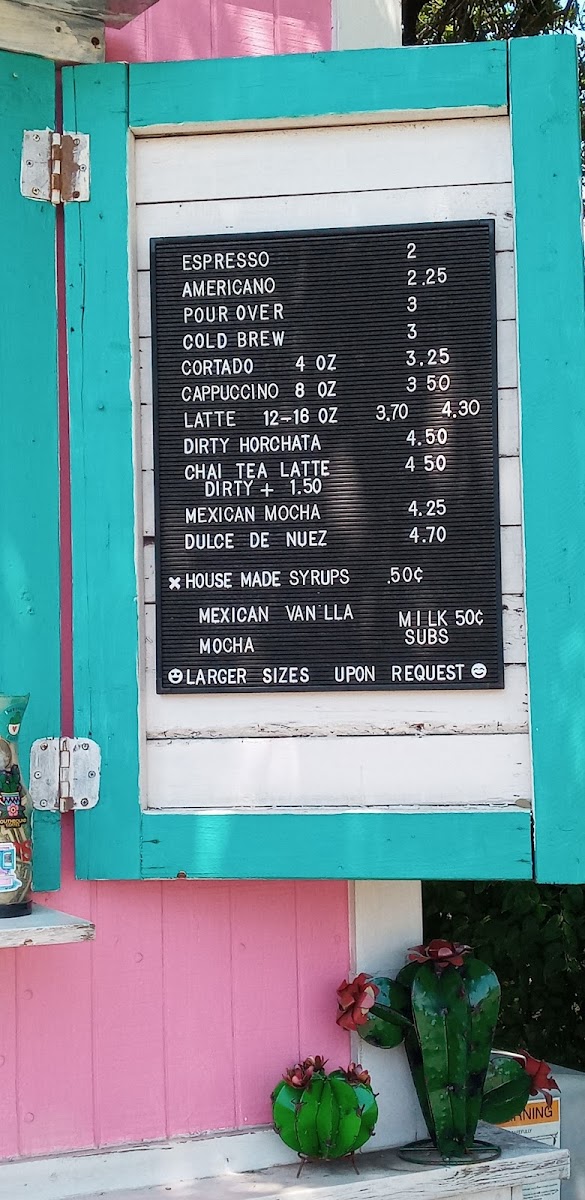 ESPRESSO 2
AMERICANO 2.25
POUR OVER 3
COLD BREW 3
CORTADO 4 OZ 3.25
CAPPUCCINO 8 OZ 3 50
LATTE 12-16 OZ 3.70 4.30
DIRTY HORCHATA 4.50
CHAI TEA LATTE 4 50
DIRTY + 1.50
MEXICAN MOCHA 4.25
DULCE DE NUEZ 4.70
HOUSE MADE SYRUPS .50¢
MEXICAN VAN LLA MILK 50¢
MOCHA SUBS
LARGER SIZES UPON REQUEST
RNING